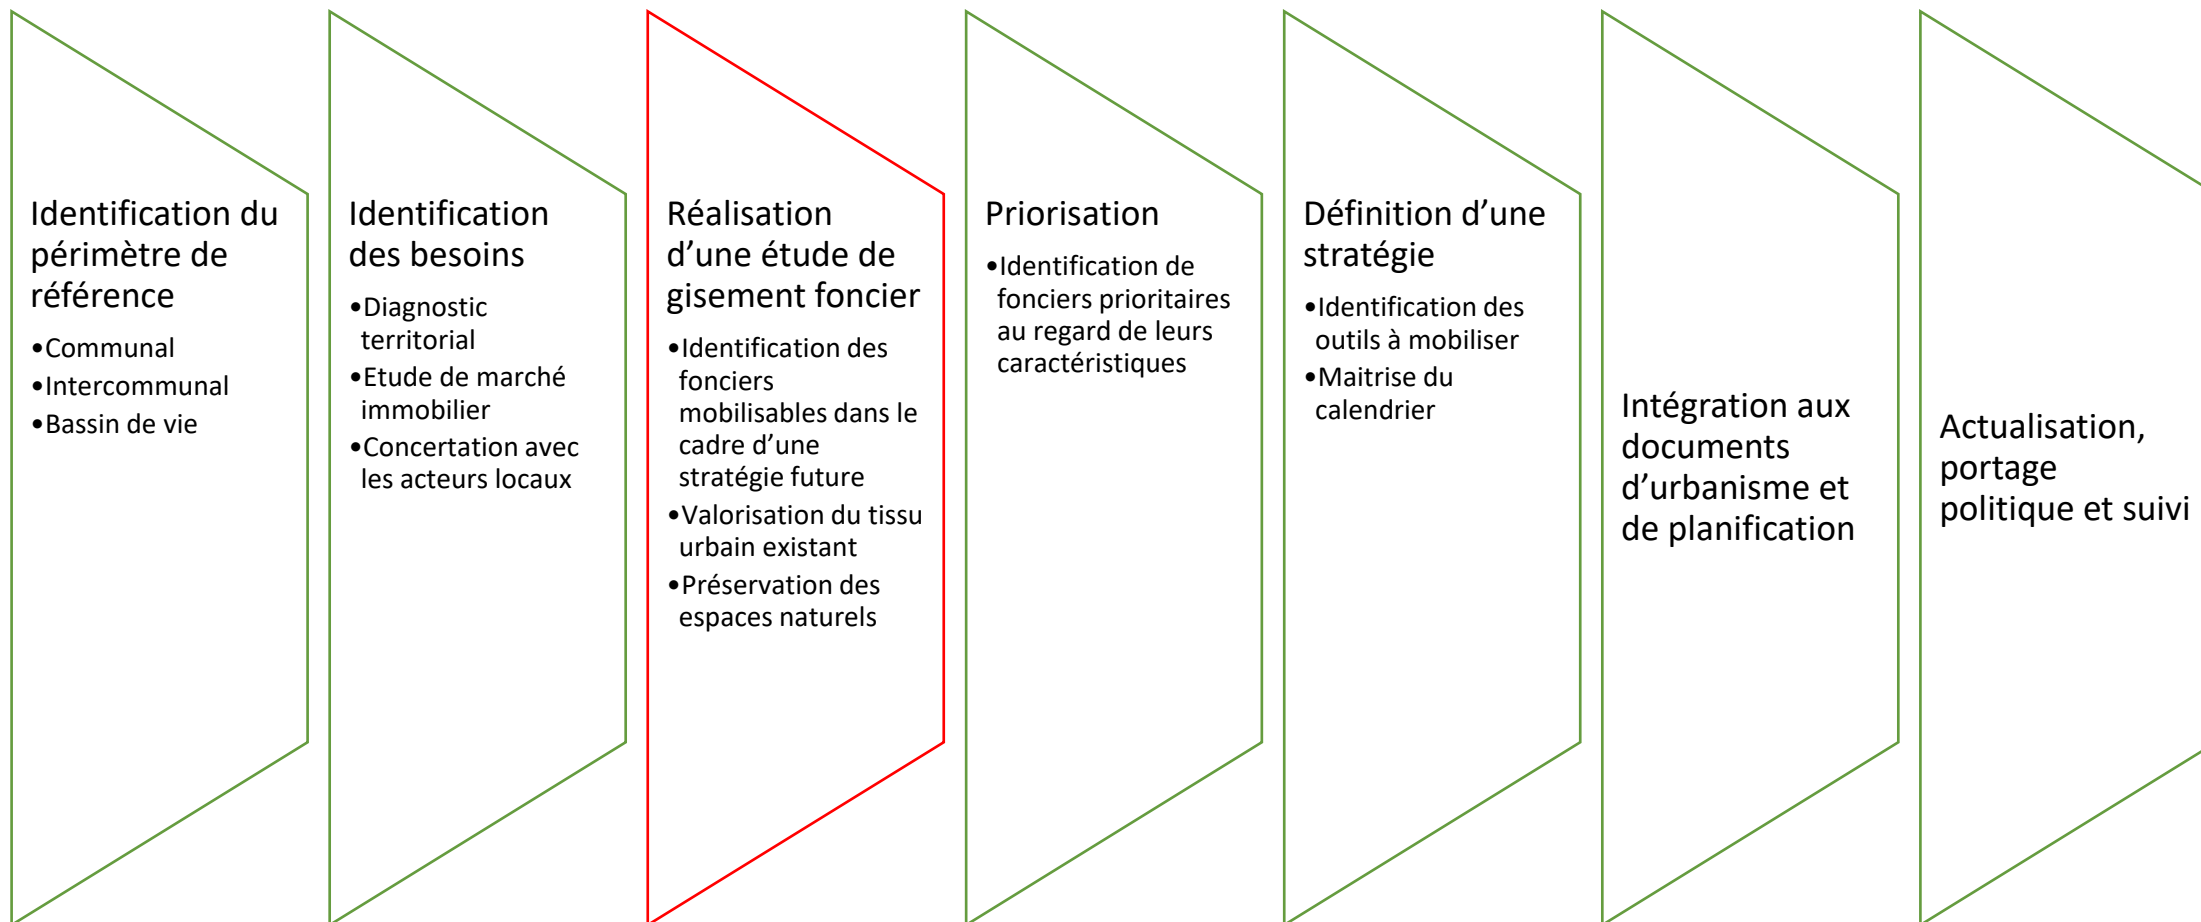 Identification du
périmètre de
référence
•Communal
•Intercommunal
•Bassin de vie
Identification
des besoins
•Diagnostic
territorial
•Etude de marché
immobilier
•Concertation avec
les acteurs locaux
Réalisation
d’une étude de
gisement foncier
•Identification des
fonciers
mobilisables dans le
cadre d’une
stratégie future
•Valorisation du tissu
urbain existant
•Préservation des
espaces naturels
Priorisation
•Identification de
fonciers prioritaires
au regard de leurs
caractéristiques
Définition d’une
stratégie
•Identification des
outils à mobiliser
•Maitrise du
calendrier
Intégration aux
documents
d’urbanisme et
de planification
Actualisation,
portage
politique et suivi